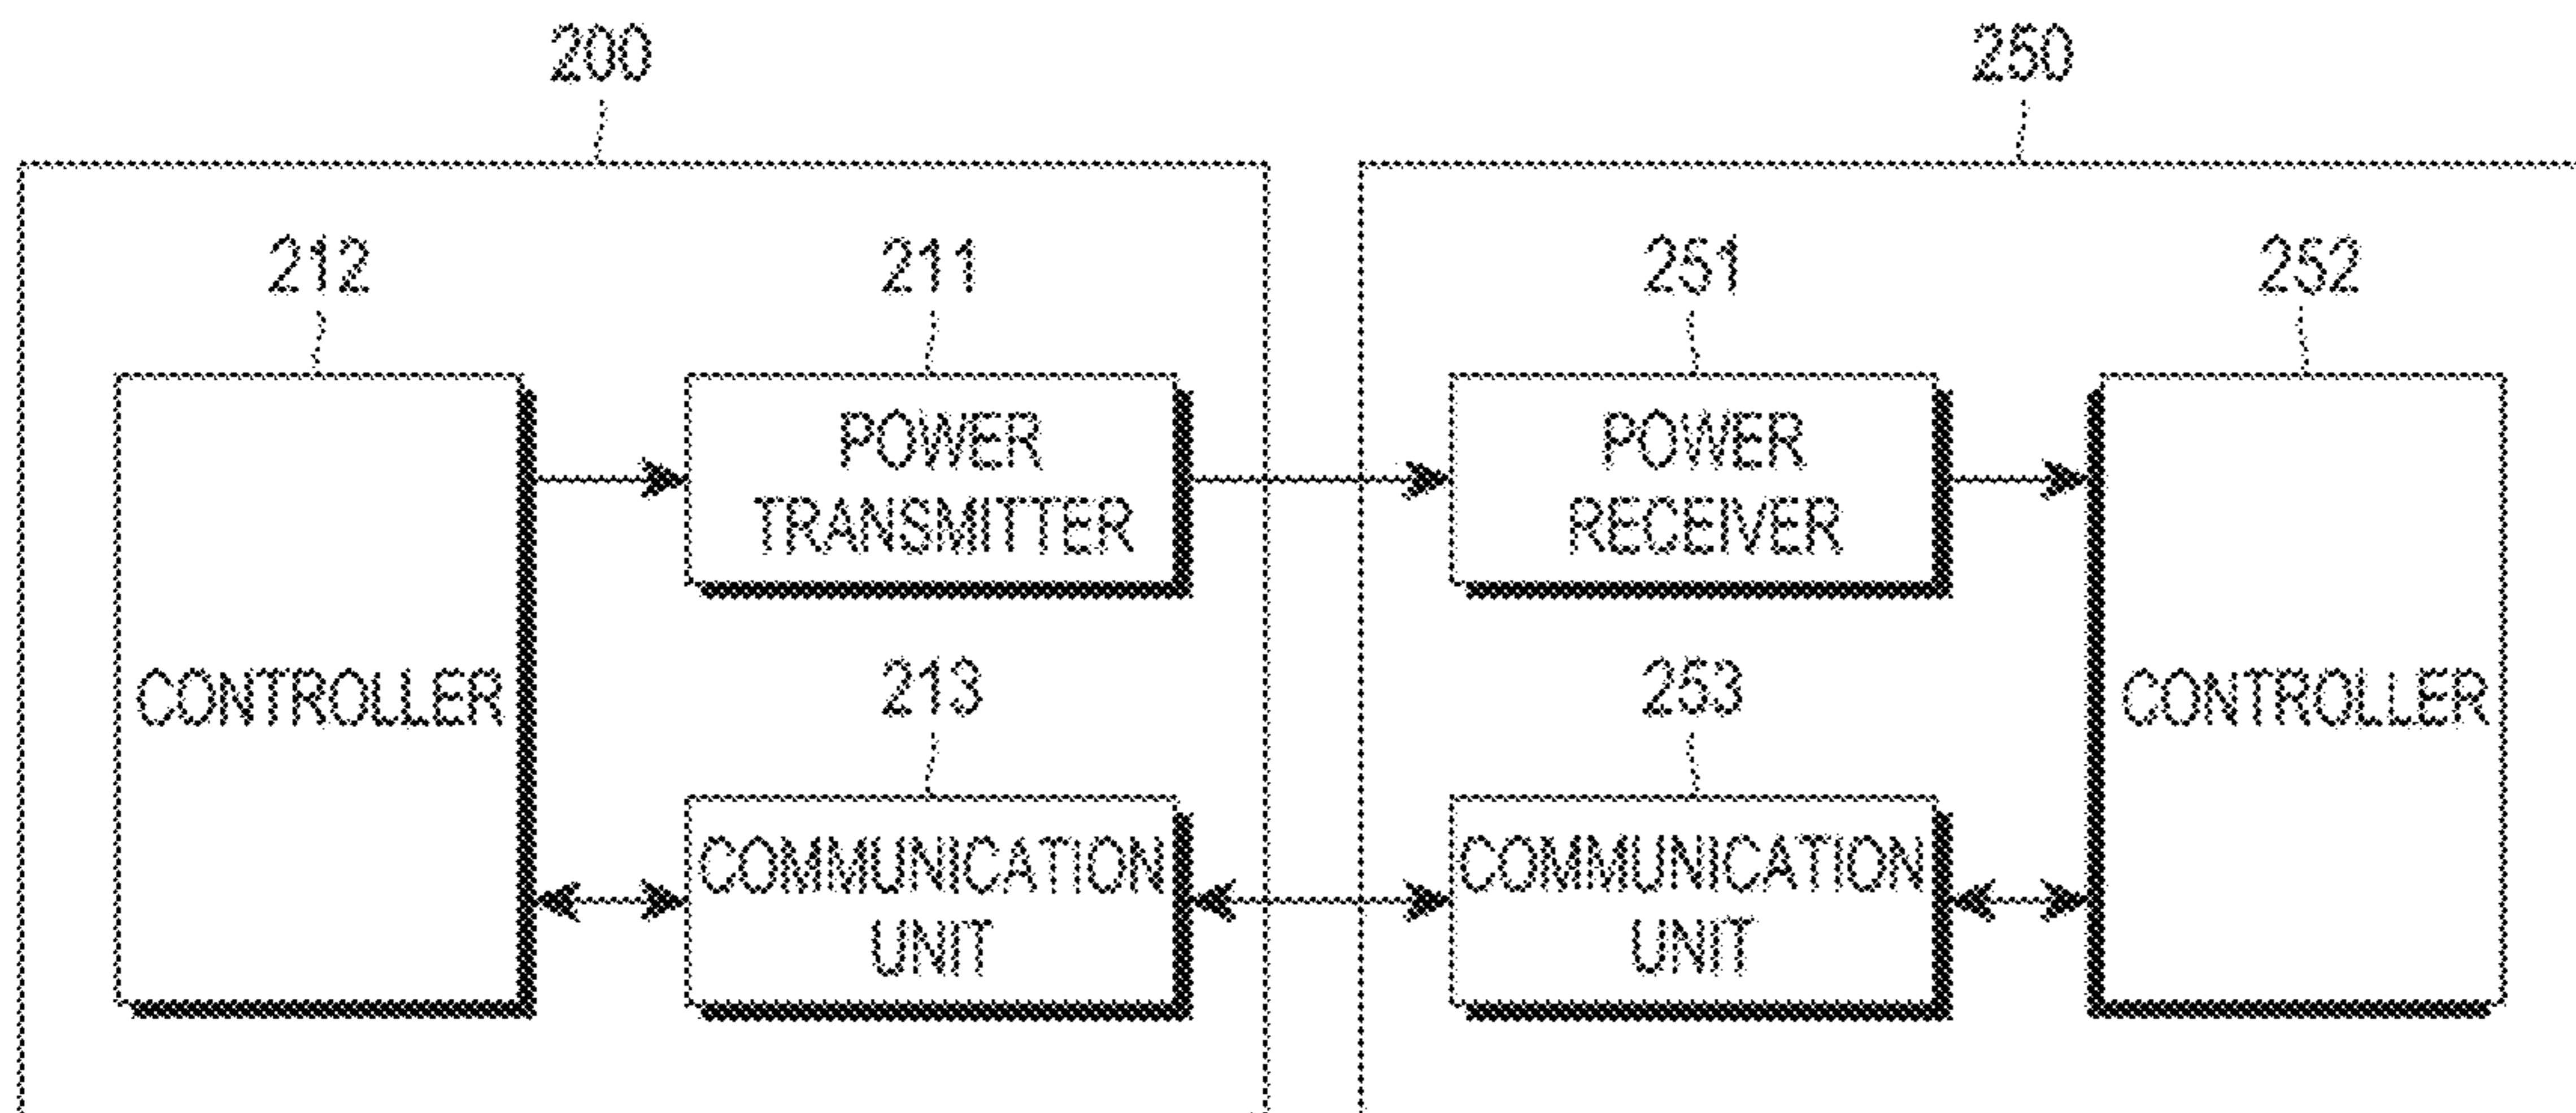 200
250
212
211
251
252
POWER
TRANSMITTER
POWER
RECEIVER
CONTROLLER
213
253
CONTROLLER
COMMUNICATION
UNIT
COMMUNICATION
UNIT